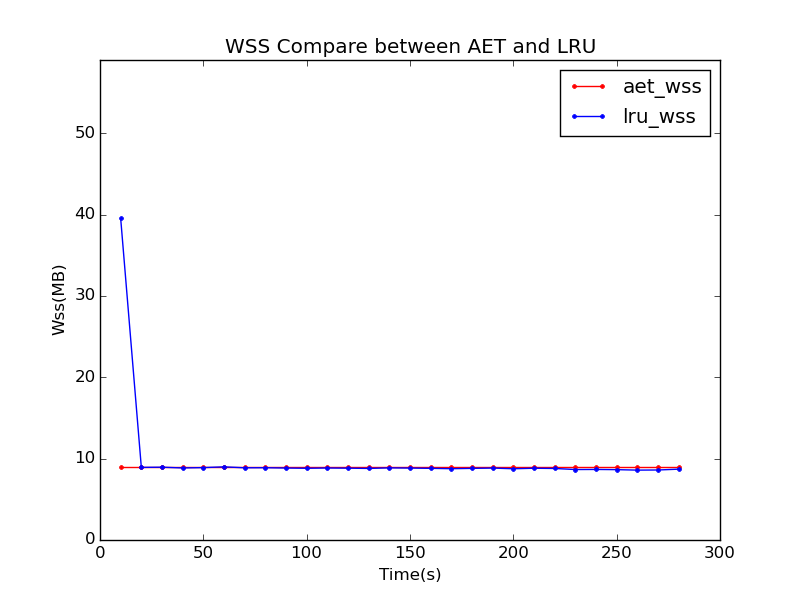 WSS Compare between AET and LRU
aet_wss
lru_wss
50
40
30
20
10
0
Wss(MB)
0 50 100 150 200 250 300
Time(s)